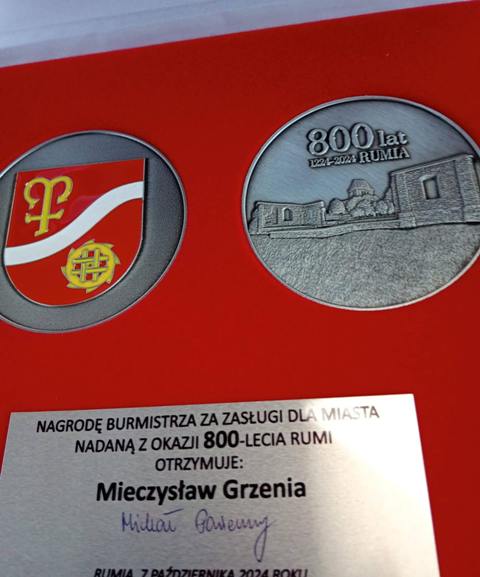 800 lat
1224-2024 RUMIA
NAGRODĘ BURMISTRZA ZA ZASŁUGI DLA MIASTA
NADANĄ Z OKAZJI 800-LECIA RUMI
OTRZYMUJE:
Mieczysław Grzenia
Michał
RUMIA, 7 PAŹDZIERNIKA 2024 ROKU